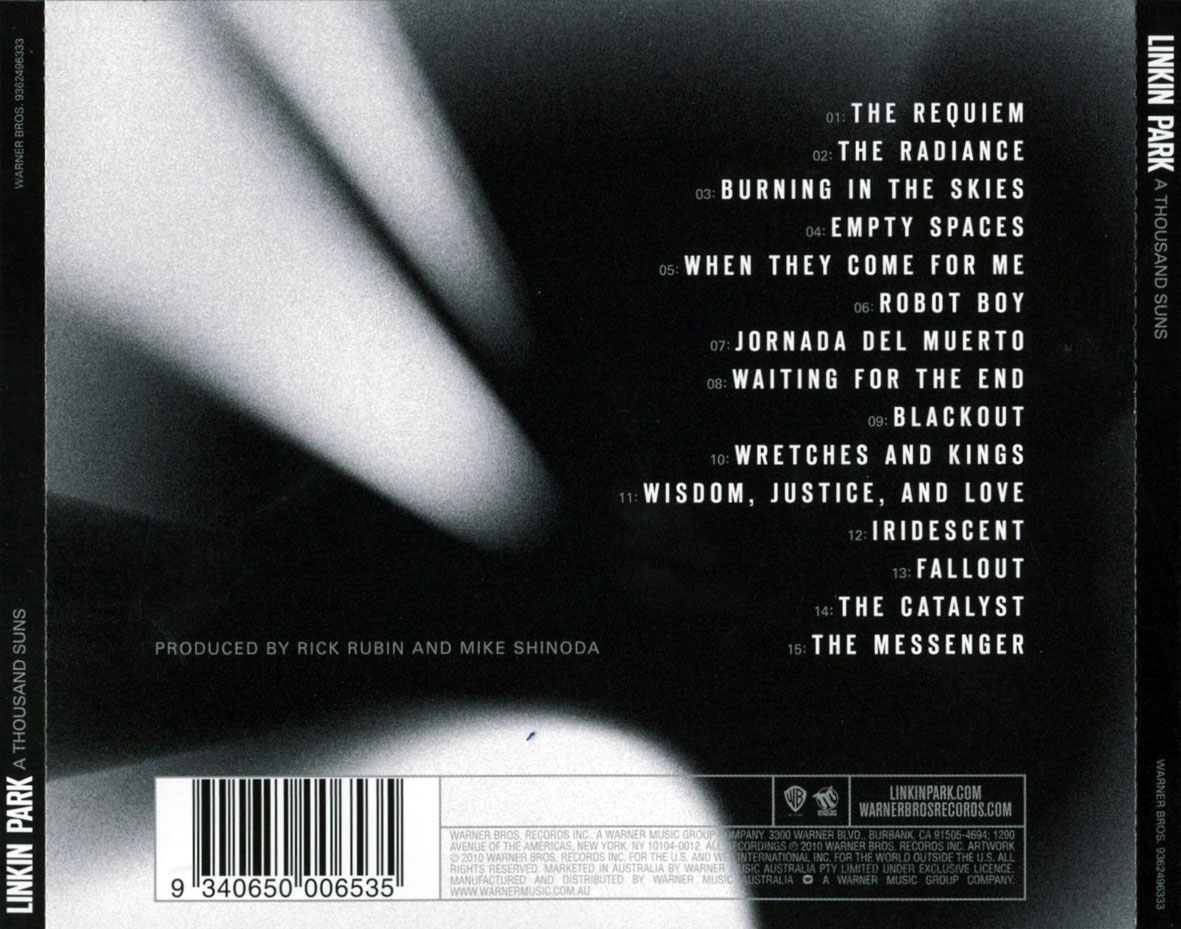 WARNER BROS. 9362496333
LINKIN PARK A THOUSAND SUNS
01: THE REQUIEM
02: THE RADIANCE
03: BURNING IN THE SKIES
04: EMPTY SPACES
05: WHEN THEY COME FOR ME
06: ROBOT BOY
07: JORNADA DEL MUERTO
08: WAITING FOR THE END
09: BLACKOUT
10: WRETCHES AND KINGS
11: WISDOM, JUSTICE, AND LOVE
12: IRIDESCENT
13: FALLOUT
14: THE CATALYST
15: THE MESSENGER
PRODUCED BY RICK RUBIN AND MIKE SHINODA
9 340650 006535
WB
LINKINPARK.COM
WARNERBROSRECORDS.COM
WARNER BROS. RECORDS INC., A WARNER MUSIC GROUP COMPANY. 3300 WARNER BLVD., BURBANK, CA 91505-4694; 1290
AVENUE OF THE AMERICAS, NEW YORK, NY 10104-0012. ALL RECORDINGS ℗ 2010 WARNER BROS. RECORDS INC. ARTWORK
© 2010 WARNER BROS. RECORDS INC. FOR THE U.S. AND WEA INTERNATIONAL INC. FOR THE WORLD OUTSIDE THE U.S. ALL
RIGHTS RESERVED. MARKETED IN AUSTRALIA BY WARNER MUSIC AUSTRALIA PTY LIMITED UNDER EXCLUSIVE LICENCE.
MANUFACTURED AND DISTRIBUTED BY WARNER MUSIC AUSTRALIA A WARNER MUSIC GROUP COMPANY.
WWW.WARNERMUSIC.COM.AU
LINKIN PARK A THOUSAND SUNS
WARNER BROS. 9362496333